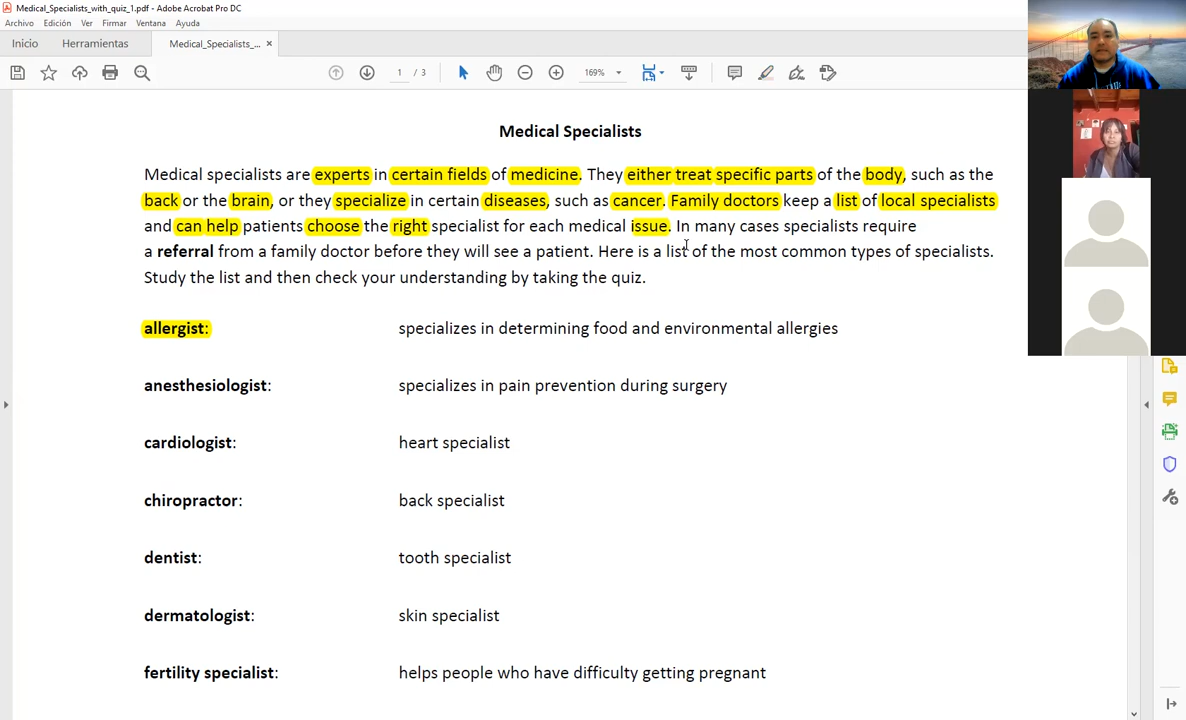 Medical_Specialists_with_quiz_1.pdf - Adobe Acrobat Pro DC
Archivo Edición Ver Firmar Ventana Ayuda
Inicio Herramientas Medical_Specialists_... ×
1 / 3 169%
Medical Specialists
Medical specialists are experts in certain fields of medicine. They either treat specific parts of the body, such as the
back or the brain, or they specialize in certain diseases, such as cancer. Family doctors keep a list of local specialists
and can help patients choose the right specialist for each medical issue. In many cases specialists require
a referral from a family doctor before they will see a patient. Here is a list of the most common types of specialists.
Study the list and then check your understanding by taking the quiz.
allergist: specializes in determining food and environmental allergies
anesthesiologist: specializes in pain prevention during surgery
cardiologist: heart specialist
chiropractor: back specialist
dentist: tooth specialist
dermatologist: skin specialist
fertility specialist: helps people who have difficulty getting pregnant